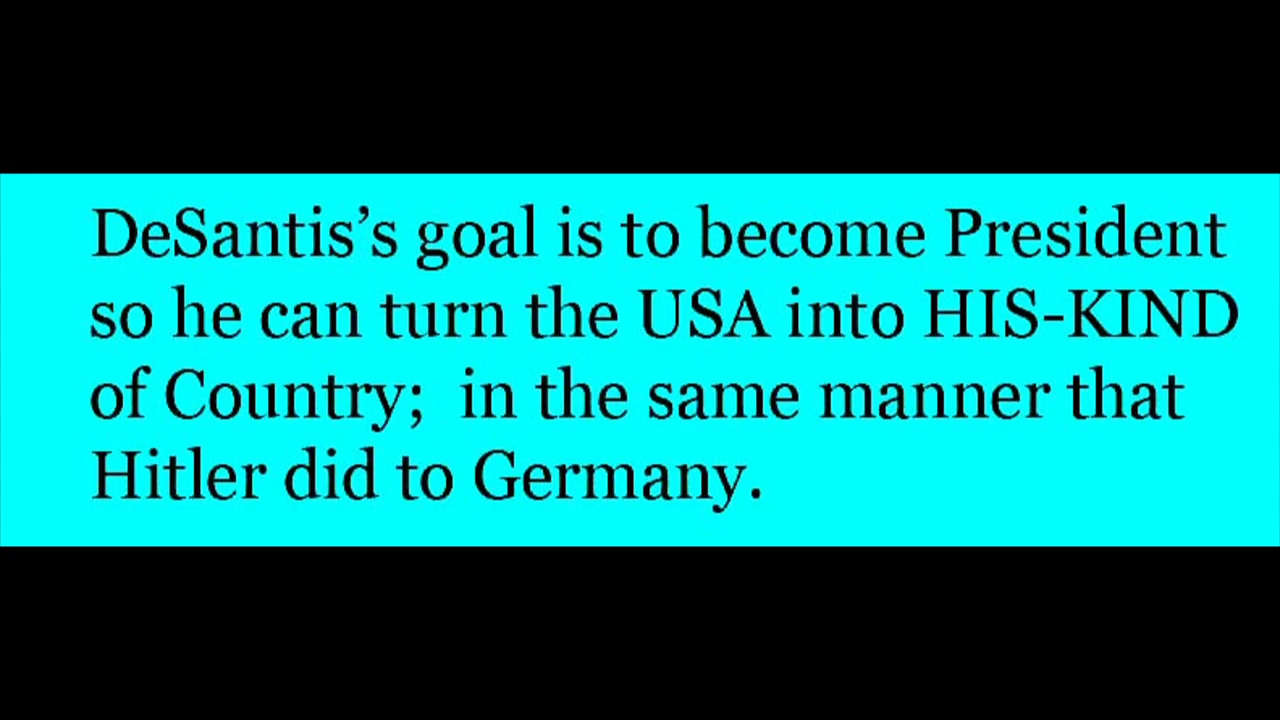 DeSantis’s goal is to become President
so he can turn the USA into HIS-KIND
of Country;  in the same manner that
Hitler did to Germany.